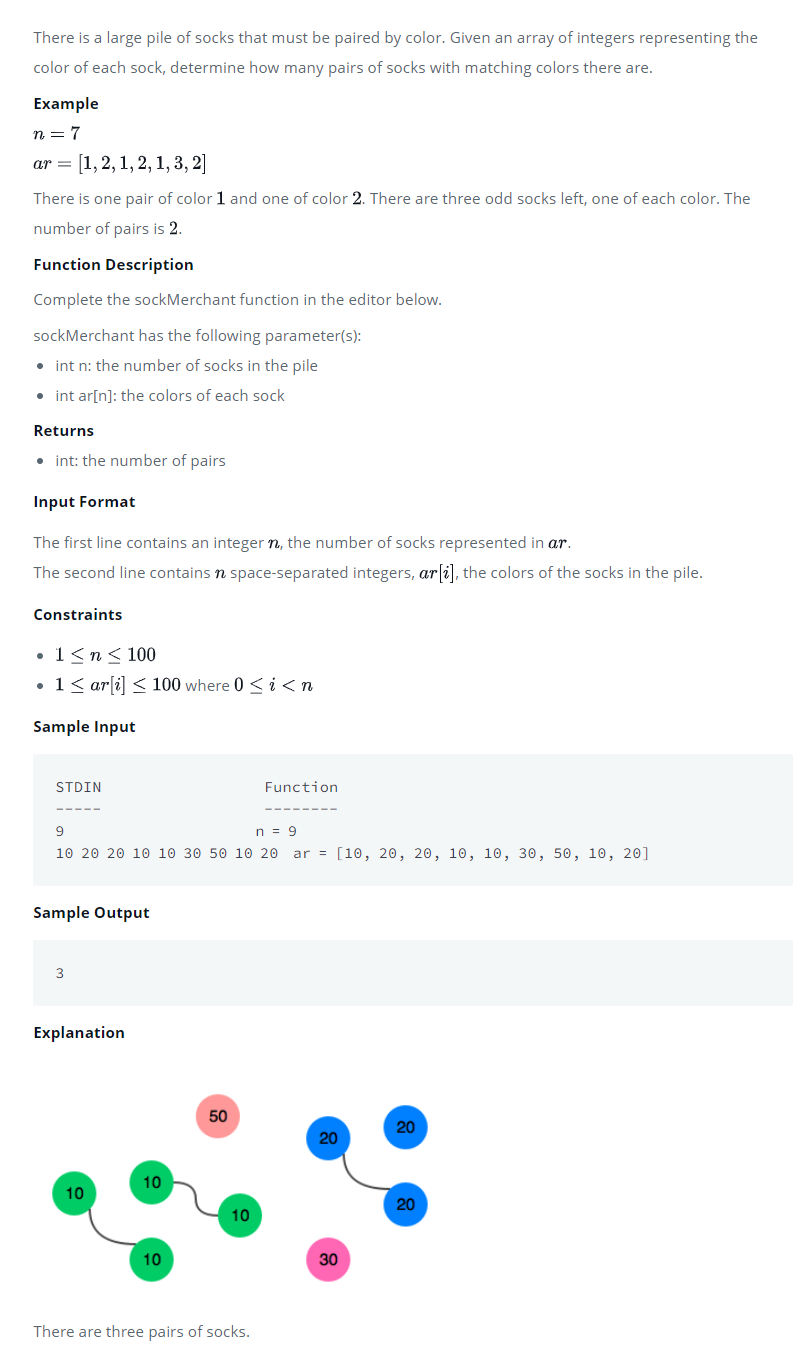 There is a large pile of socks that must be paired by color. Given an array of integers representing the
color of each sock, determine how many pairs of socks with matching colors there are.
Example
n = 7
ar = [1, 2, 1, 2, 1, 3, 2]
There is one pair of color 1 and one of color 2. There are three odd socks left, one of each color. The
number of pairs is 2.
Function Description
Complete the sockMerchant function in the editor below.
sockMerchant has the following parameter(s):
• int n: the number of socks in the pile
• int ar[n]: the colors of each sock
Returns
• int: the number of pairs
Input Format
The first line contains an integer n, the number of socks represented in ar.
The second line contains n space-separated integers, ar[i], the colors of the socks in the pile.
Constraints
• 1 ≤ n ≤ 100
• 1 ≤ ar[i] ≤ 100 where 0 ≤ i < n
Sample Input
STDIN                       Function
-----                       --------
9                          n = 9
10 20 20 10 10 30 50 10 20  ar = [10, 20, 20, 10, 10, 30, 50, 10, 20]
Sample Output
3
Explanation
50
20
20
10
10
10
20
10
30
There are three pairs of socks.